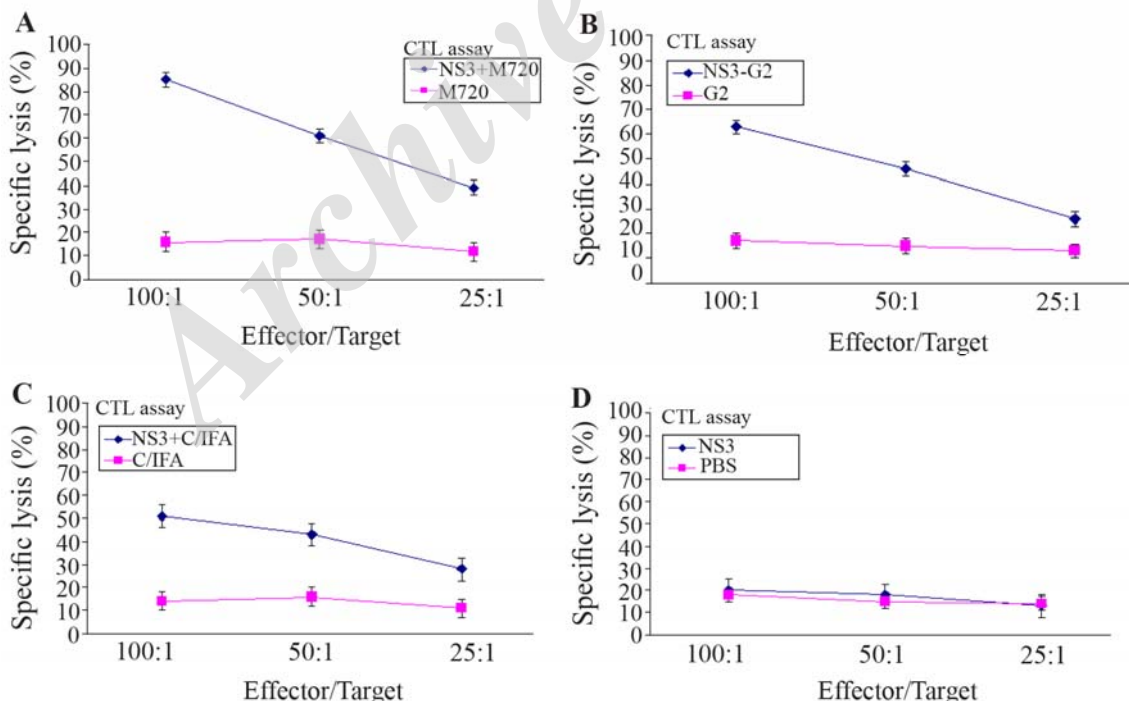 A
CTL assay
NS3+M720
M720
Specific lysis (%)
100
90
80
70
60
50
40
30
20
10
0
100:1 50:1 25:1
Effector/Target
B
CTL assay
NS3-G2
G2
Specific lysis (%)
100
90
80
70
60
50
40
30
20
10
0
100:1 50:1 25:1
Effector/Target
C
CTL assay
NS3+C/IFA
C/IFA
Specific lysis (%)
100
90
80
70
60
50
40
30
20
10
0
100:1 50:1 25:1
Effector/Target
D
CTL assay
NS3
PBS
Specific lysis (%)
100
90
80
70
60
50
40
30
20
10
0
100:1 50:1 25:1
Effector/Target
Archive